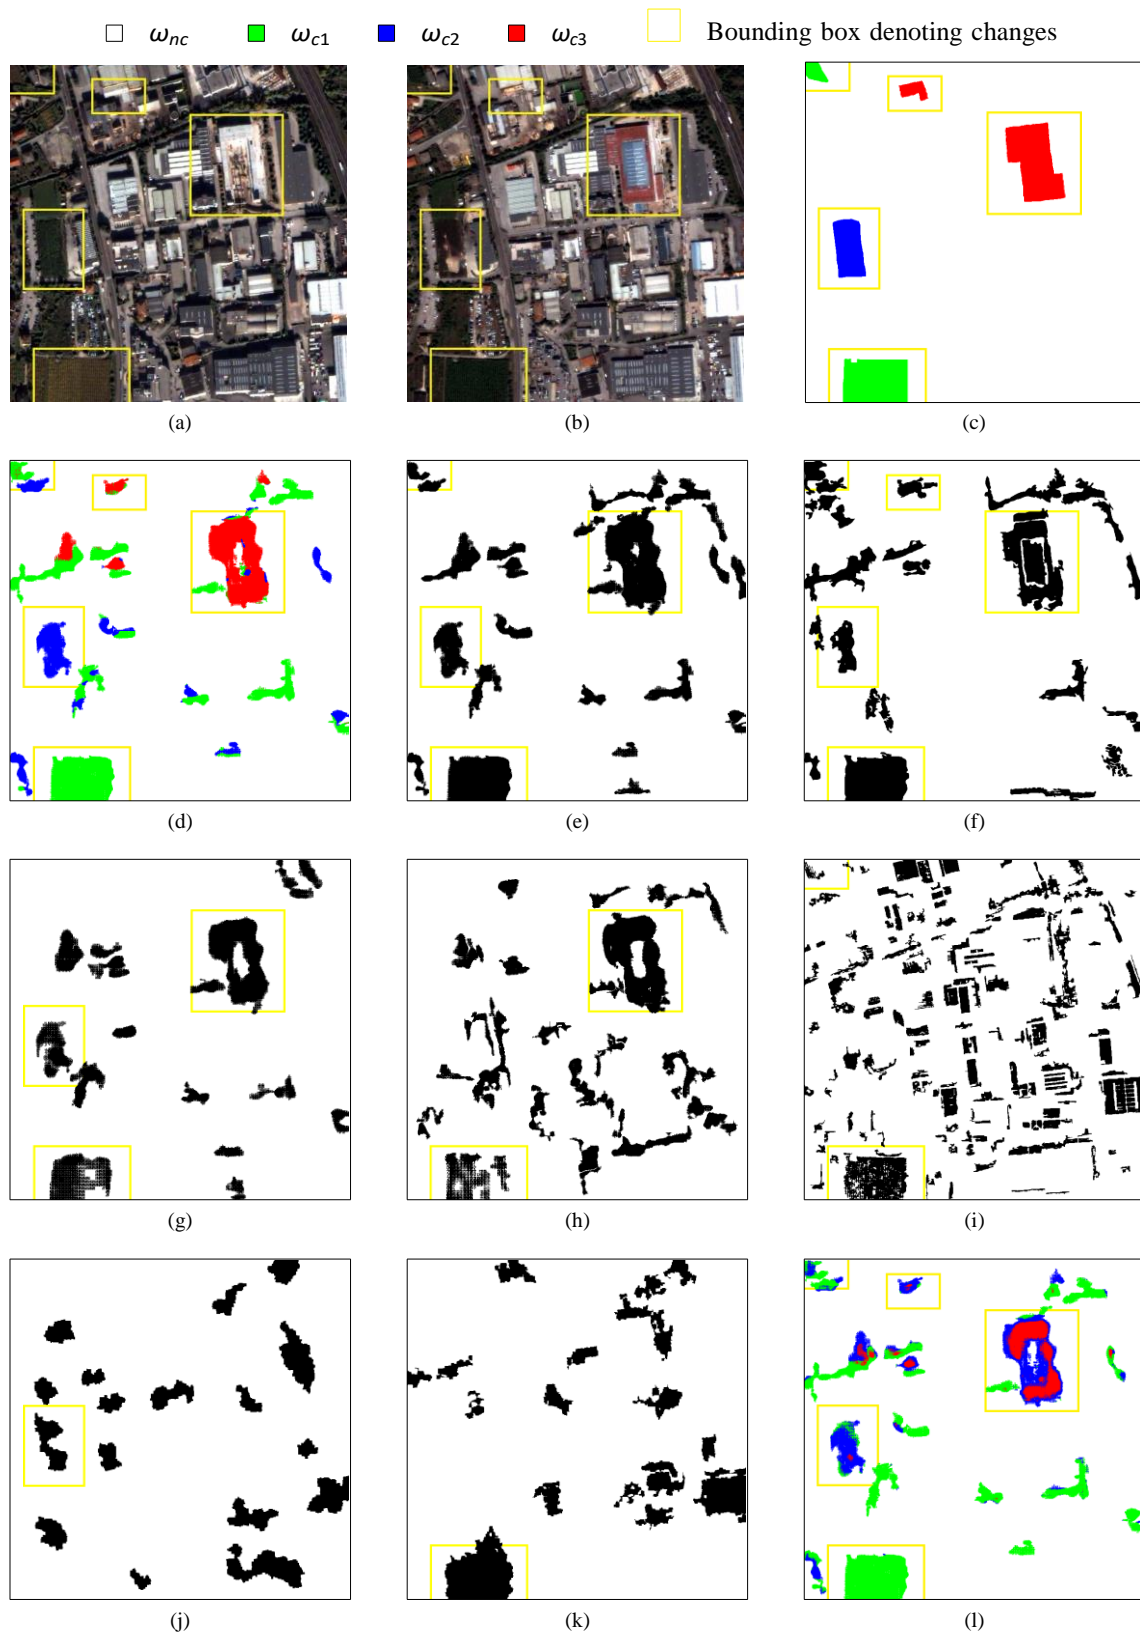 ωnc ωc1 ωc2 ωc3 Bounding box denoting changes
(a) (b) (c)
(d) (e) (f)
(g) (h) (i)
(j) (k) (l)